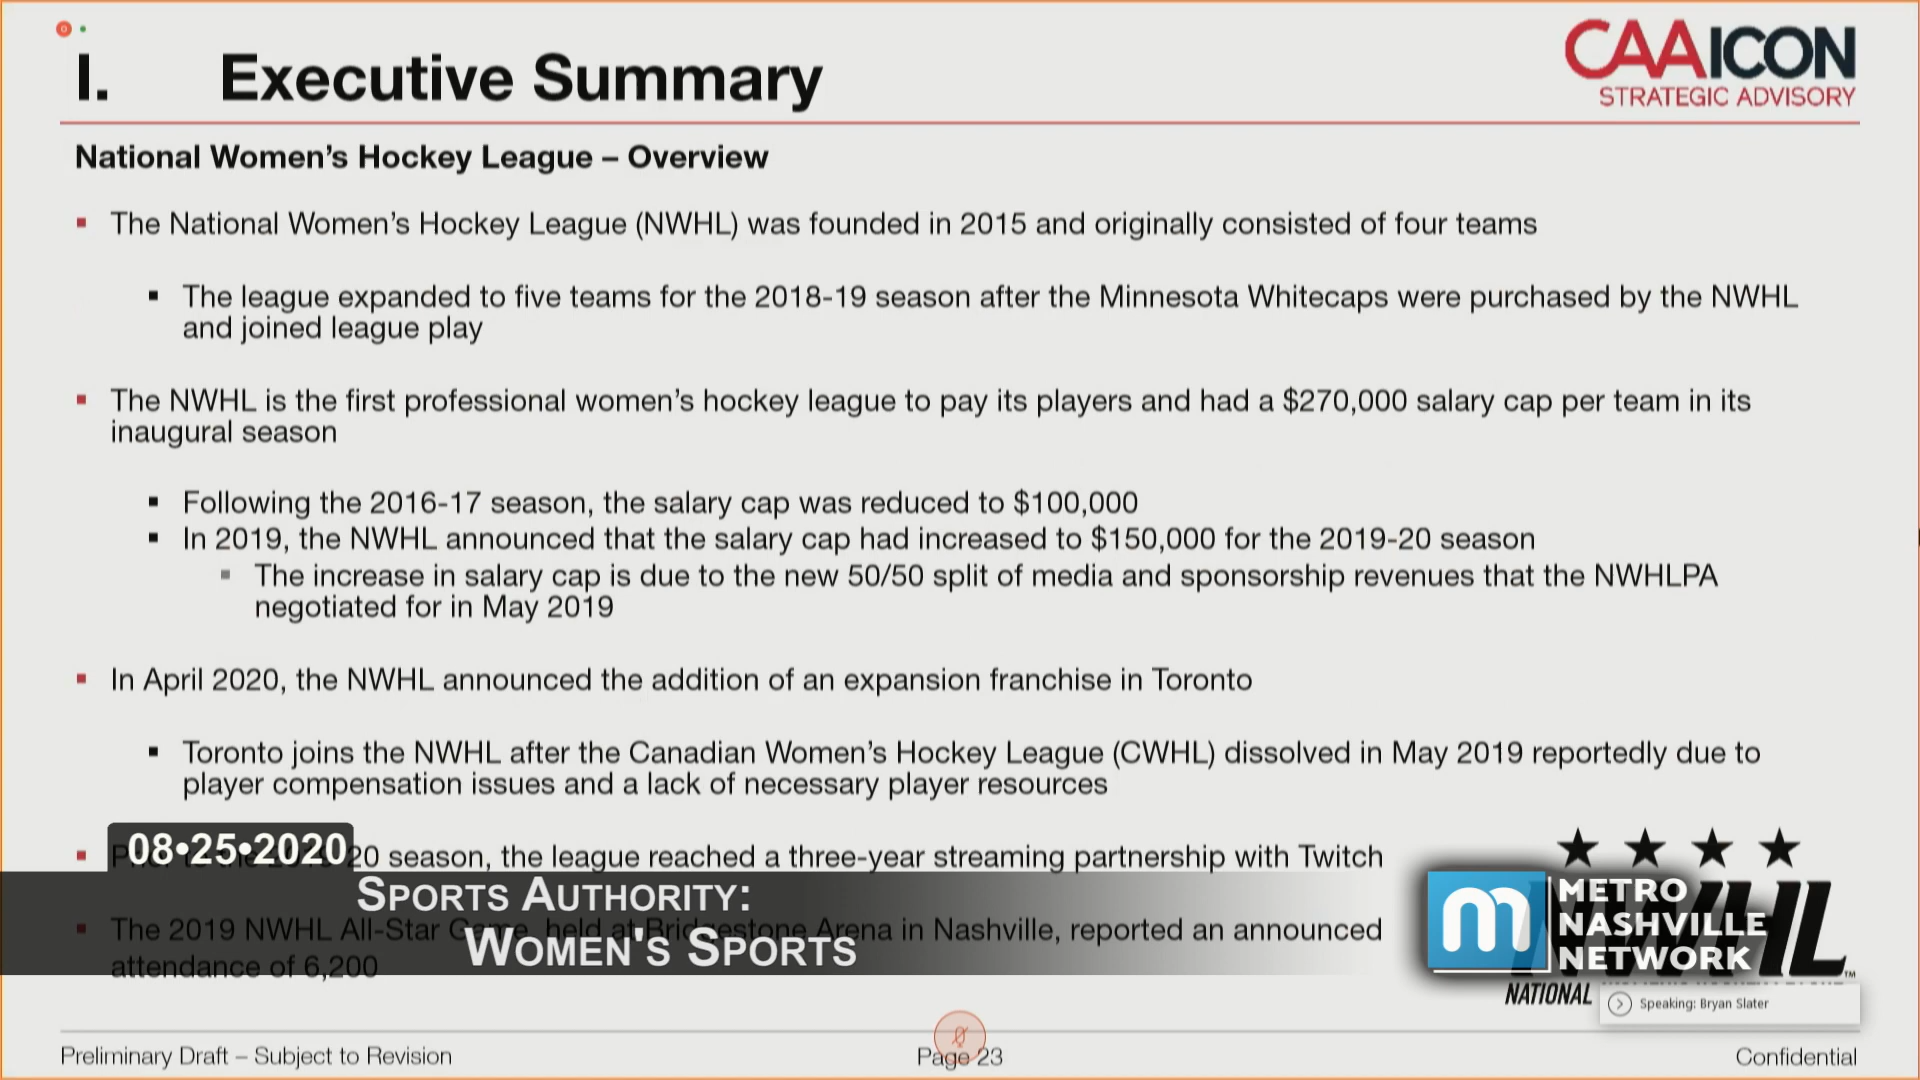 I. Executive Summary
CAAICON
STRATEGIC ADVISORY
National Women's Hockey League – Overview
▪ The National Women's Hockey League (NWHL) was founded in 2015 and originally consisted of four teams
▪ The league expanded to five teams for the 2018-19 season after the Minnesota Whitecaps were purchased by the NWHL
and joined league play
▪ The NWHL is the first professional women's hockey league to pay its players and had a $270,000 salary cap per team in its
inaugural season
▪ Following the 2016-17 season, the salary cap was reduced to $100,000
▪ In 2019, the NWHL announced that the salary cap had increased to $150,000 for the 2019-20 season
▪ The increase in salary cap is due to the new 50/50 split of media and sponsorship revenues that the NWHLPA
negotiated for in May 2019
▪ In April 2020, the NWHL announced the addition of an expansion franchise in Toronto
▪ Toronto joins the NWHL after the Canadian Women's Hockey League (CWHL) dissolved in May 2019 reportedly due to
player compensation issues and a lack of necessary player resources
08•25•2020
▪ 20 season, the league reached a three-year streaming partnership with Twitch
Sports Authority:
Women's Sports
▪ The 2019 NWHL All-Star Game, held at Bridgestone Arena in Nashville, reported an announced
attendance of 6,200
m METRO
NASHVILLE
NETWORK
NWHL™
NATIONAL
Speaking: Bryan Slater
Preliminary Draft – Subject to Revision
Page 23
Confidential